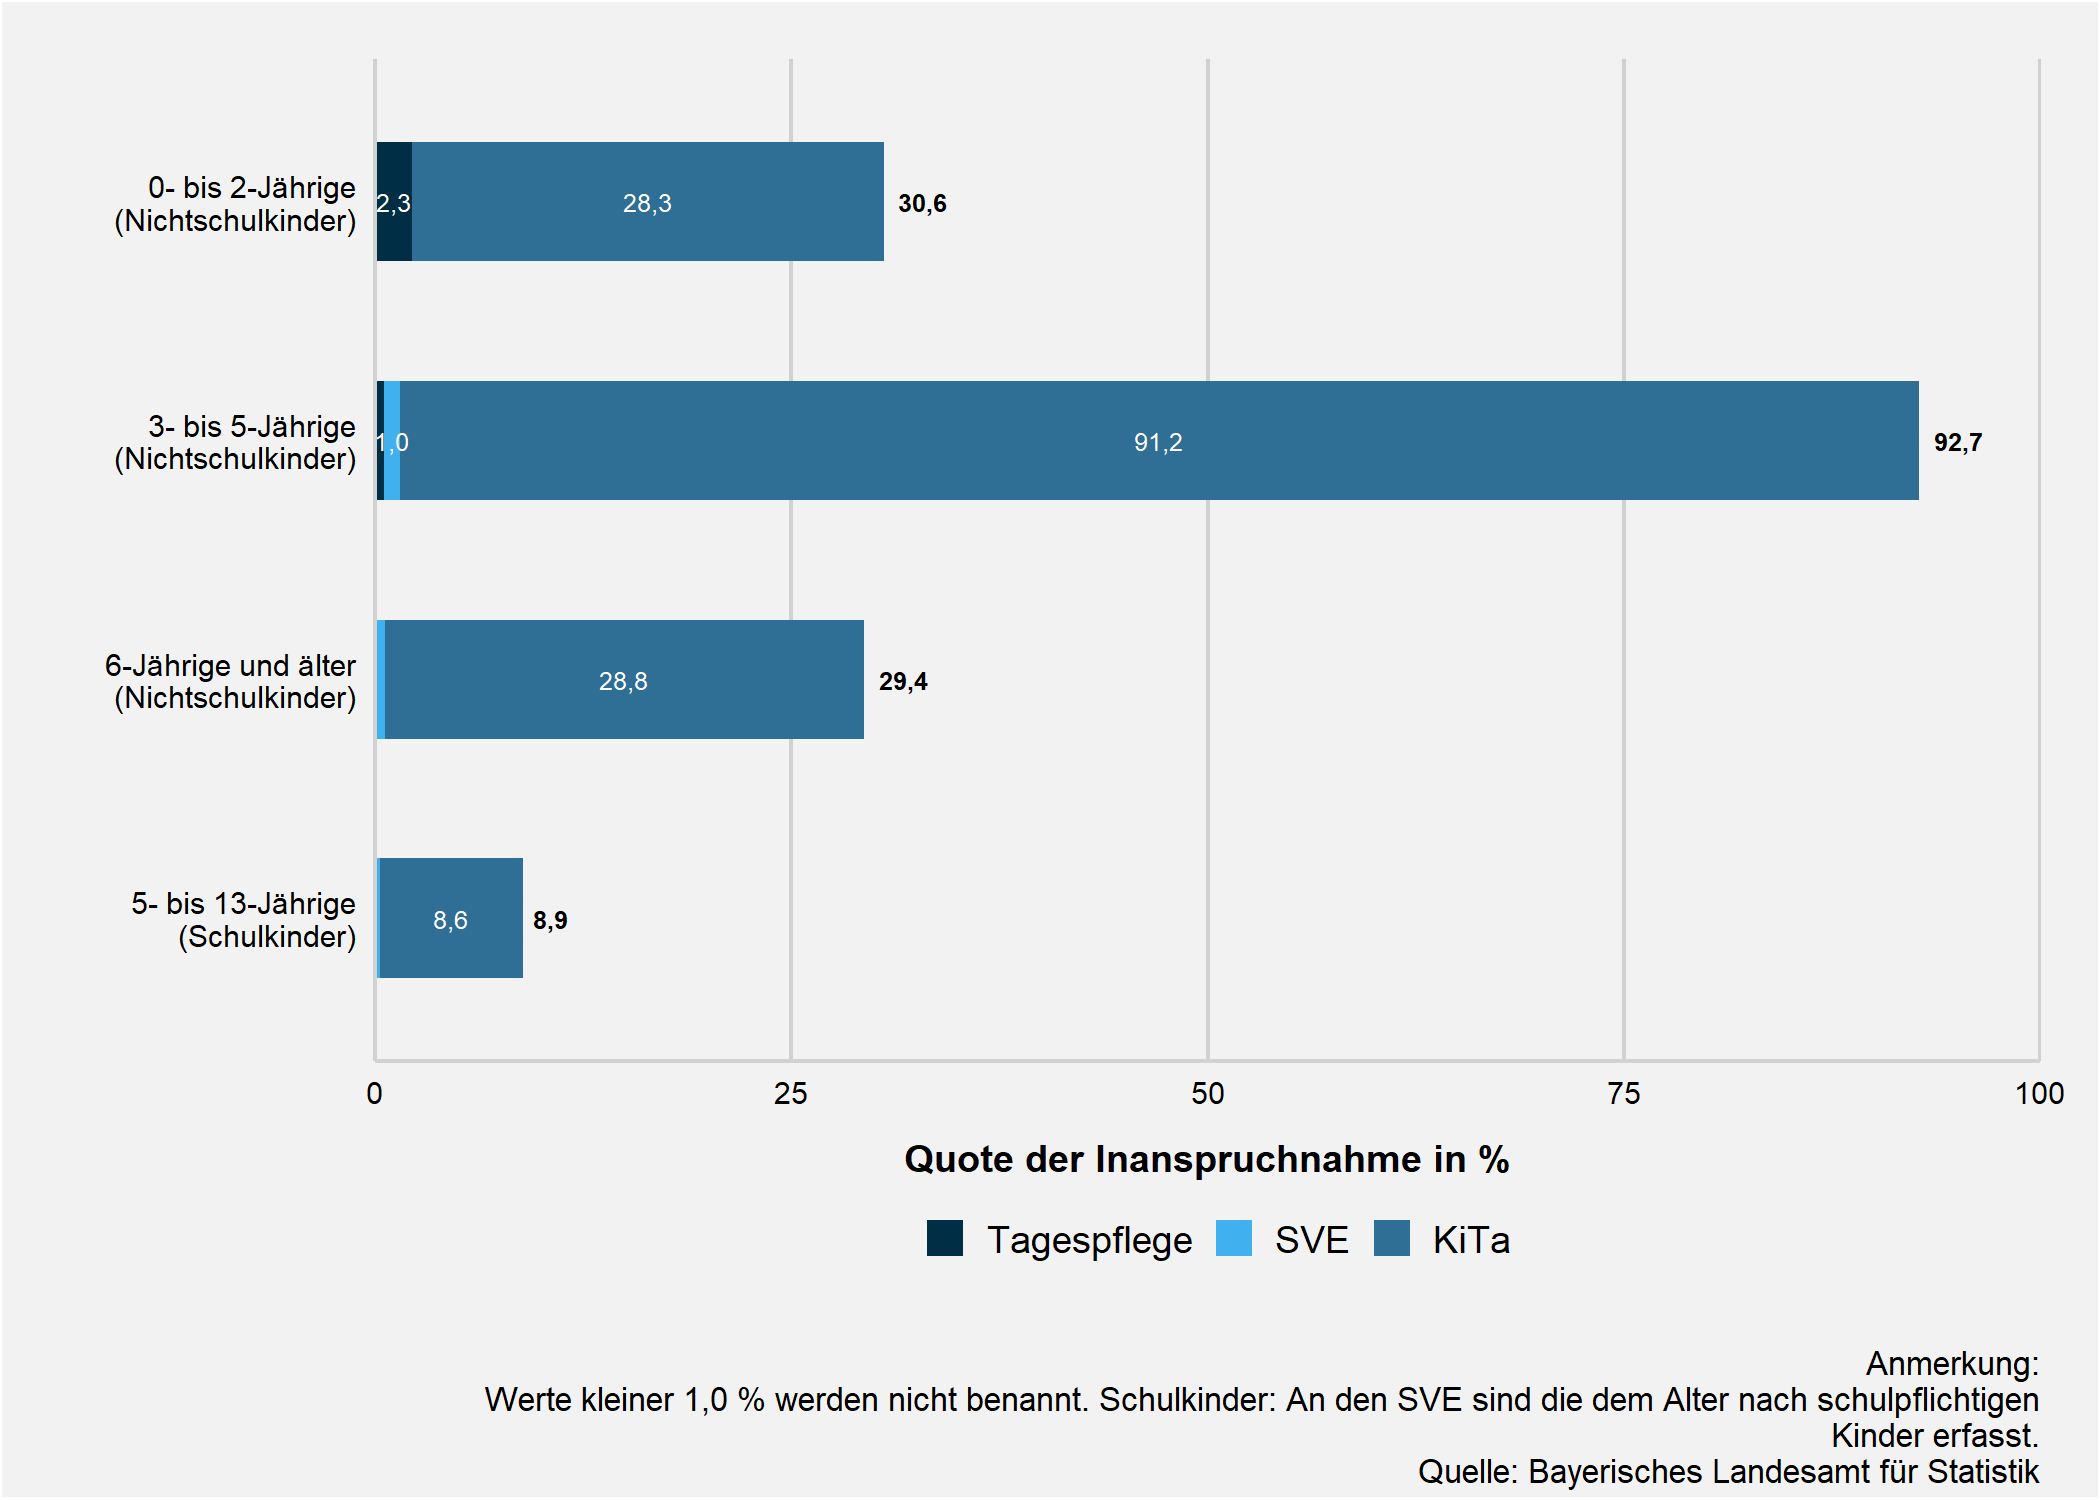 0- bis 2-Jährige
(Nichtschulkinder)
2,3
28,3
30,6
3- bis 5-Jährige
(Nichtschulkinder)
1,0
91,2
92,7
6-Jährige und älter
(Nichtschulkinder)
28,8
29,4
5- bis 13-Jährige
(Schulkinder)
8,6
8,9
0 25 50 75 100
Quote der Inanspruchnahme in %
Tagespflege SVE KiTa
Anmerkung:
Werte kleiner 1,0 % werden nicht benannt. Schulkinder: An den SVE sind die dem Alter nach schulpflichtigen
Kinder erfasst.
Quelle: Bayerisches Landesamt für Statistik